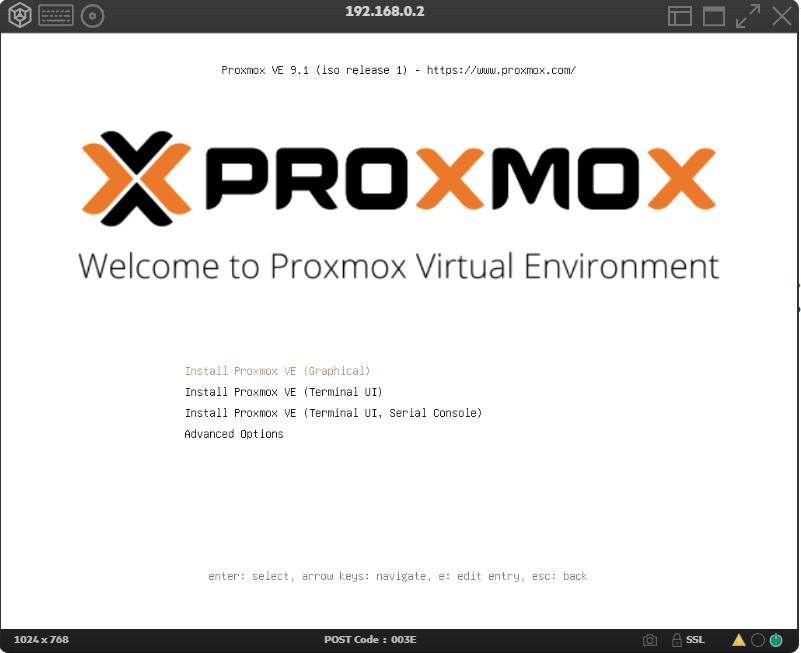 192.168.0.2
Proxmox VE 9.1 (iso release 1) - https://www.proxmox.com/
PROXMOX
Welcome to Proxmox Virtual Environment
Install Proxmox VE (Graphical)
Install Proxmox VE (Terminal UI)
Install Proxmox VE (Terminal UI, Serial Console)
Advanced Options
enter: select, arrow keys: navigate, e: edit entry, esc: back
1024 x 768 POST Code : 003E SSL